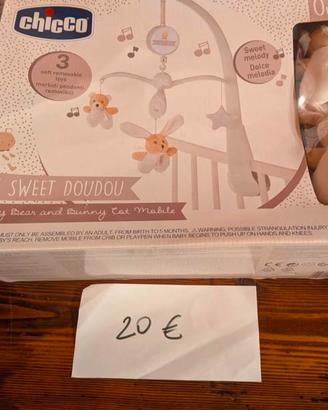 chicco
3
soft removable
toys
morbidi pendenti
removibili
Sweet
melody
Dolce
melodia
SWEET DOUDOU
Bear and Bunny Cot Mobile
MUST ONLY BE ASSEMBLED BY AN ADULT. FROM BIRTH TO 5 MONTHS. ⚠WARNING: POSSIBLE STRANGULATION INJURY
BY'S REACH. REMOVE MOBILE FROM CRIB OR PLAYPEN WHEN BABY BEGINS TO PUSH UP ON HANDS AND KNEES.
CE
20 €